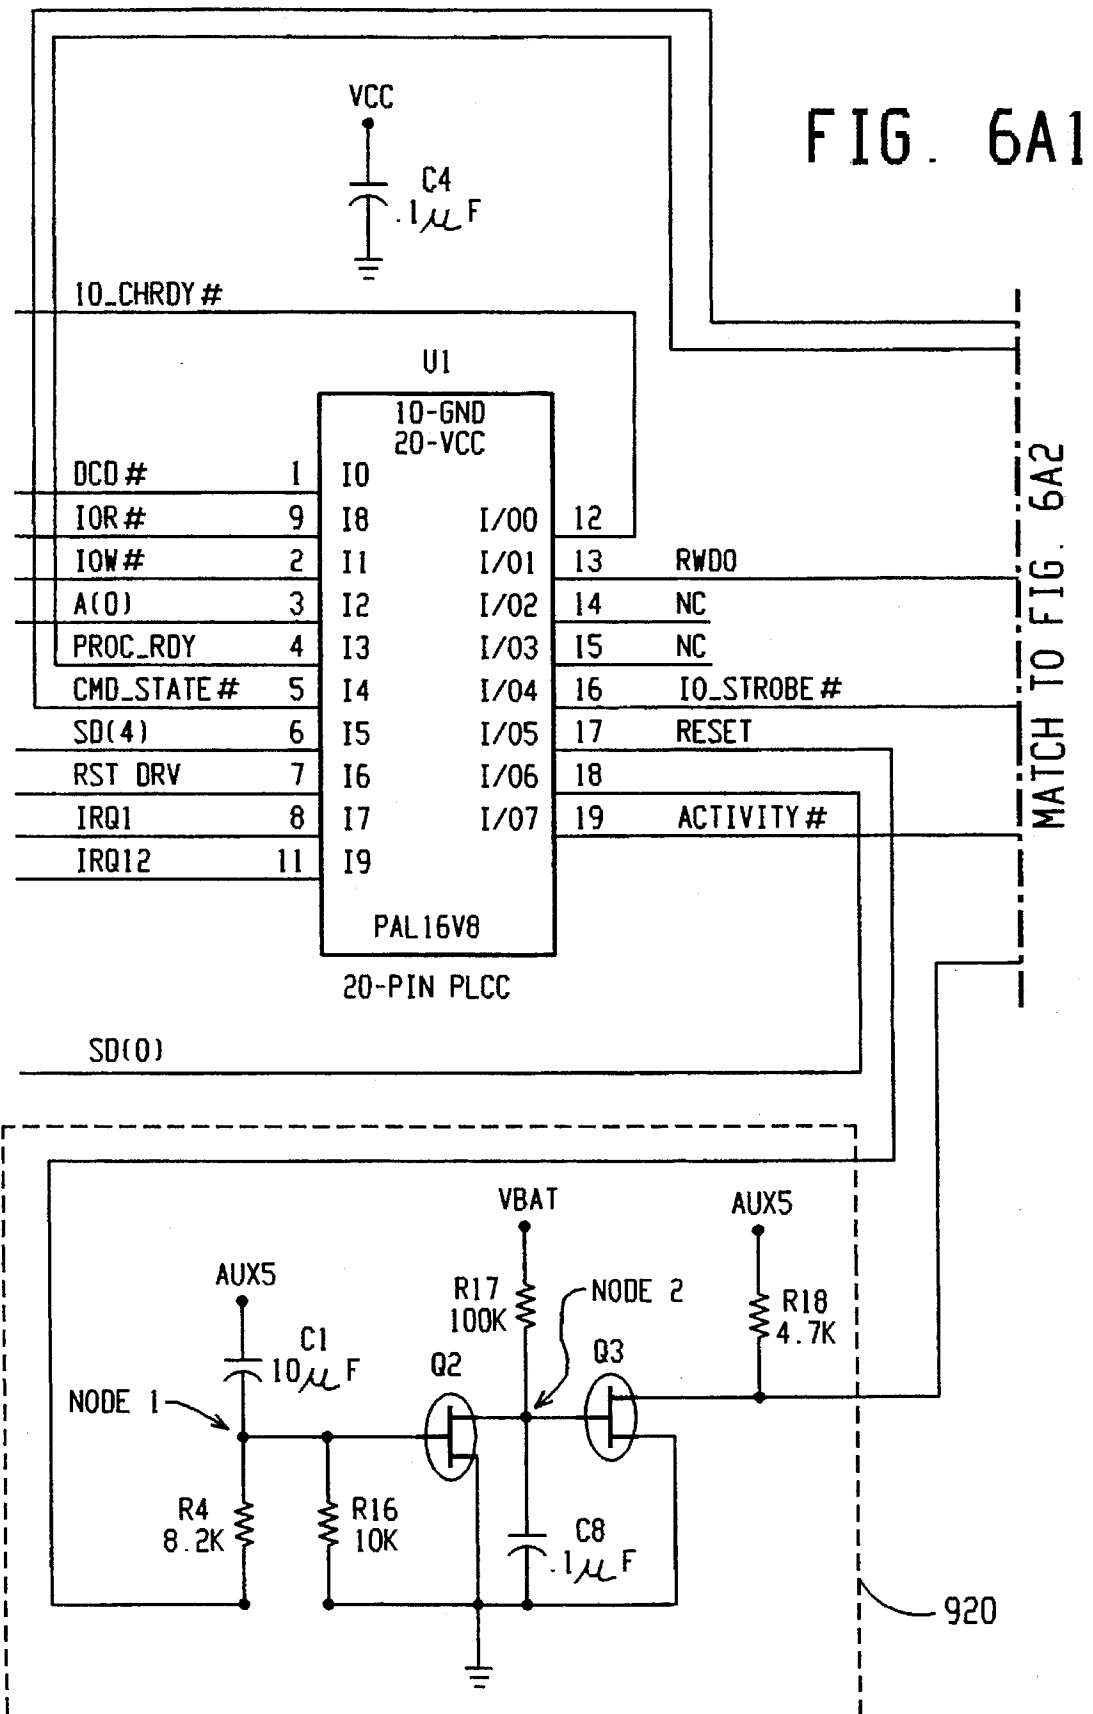 FIG. 6A1
VCC
C4
.1μF
IO_CHRDY#
U1
10-GND
20-VCC
DCD# 1 I0
IOR# 9 I8 I/O0 12
IOW# 2 I1 I/O1 13 RWD0
A(0) 3 I2 I/O2 14 NC
PROC_RDY 4 I3 I/O3 15 NC
CMD_STATE# 5 I4 I/O4 16 IO_STROBE#
SD(4) 6 I5 I/O5 17 RESET
RST DRV 7 I6 I/O6 18
IRQ1 8 I7 I/O7 19 ACTIVITY#
IRQ12 11 I9
PAL16V8
20-PIN PLCC
MATCH TO FIG. 6A2
SD(0)
VBAT
AUX5
AUX5
R17
100K
NODE 2
R18
4.7K
C1
10μF
Q2
Q3
NODE 1
R4
8.2K
R16
10K
C8
.1μF
920